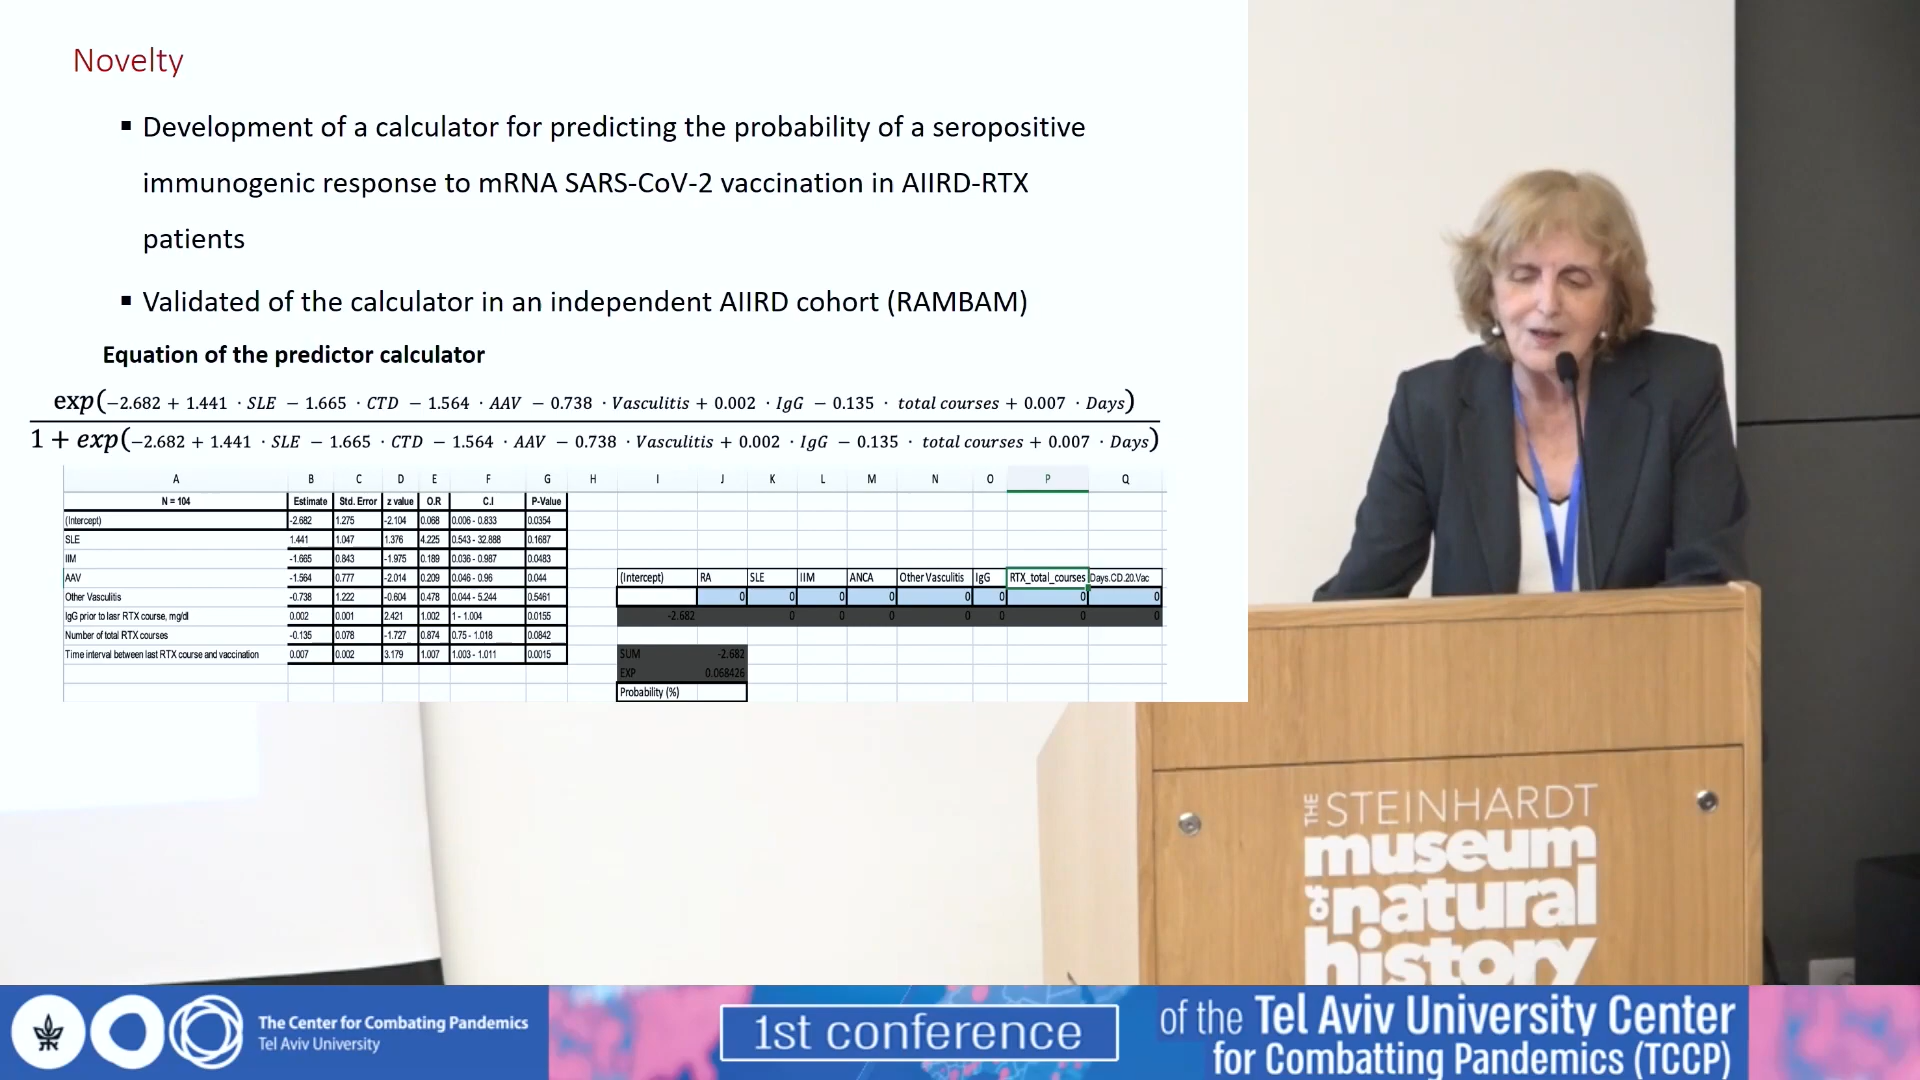 Novelty
▪ Development of a calculator for predicting the probability of a seropositive
immunogenic response to mRNA SARS-CoV-2 vaccination in AIIRD-RTX
patients
▪ Validated of the calculator in an independent AIIRD cohort (RAMBAM)
Equation of the predictor calculator
exp(−2.682 + 1.441 · SLE − 1.665 · CTD − 1.564 · AAV − 0.738 · Vasculitis + 0.002 · IgG − 0.135 · total courses + 0.007 · Days)
1 + exp(−2.682 + 1.441 · SLE − 1.665 · CTD − 1.564 · AAV − 0.738 · Vasculitis + 0.002 · IgG − 0.135 · total courses + 0.007 · Days)
A B C D E F G H I J K L M N O P Q
N = 104 Estimate Std. Error z value O.R C.I P-Value
(Intercept) -2.682 1.275 -2.104 0.068 0.006 - 0.833 0.0354
SLE 1.441 1.047 1.376 4.225 0.543 - 32.888 0.1687
IIM -1.665 0.843 -1.975 0.189 0.036 - 0.987 0.0483
AAV -1.564 0.777 -2.014 0.209 0.046 - 0.96 0.044
(Intercept) RA SLE IIM ANCA Other Vasculitis IgG RTX_total_courses Days.CD.20.Vac
Other Vasculitis -0.738 1.222 -0.604 0.478 0.044 - 5.244 0.5461
0 0 0 0 0 0 0 0
IgG prior to lasr RTX course, mg/dl 0.002 0.001 2.421 1.002 1 - 1.004 0.0155
-2.682 0 0 0 0 0 0 0
Number of total RTX courses -0.135 0.078 -1.727 0.874 0.75 - 1.018 0.0842
Time interval between last RTX course and vaccination 0.007 0.002 3.179 1.007 1.003 - 1.011 0.0015
SUM -2.682
EXP 0.068426
Probability (%)
THE STEINHARDT
museum
of natural
history
The Center for Combating Pandemics
Tel Aviv University
1st conference
of the Tel Aviv University Center
for Combatting Pandemics (TCCP)